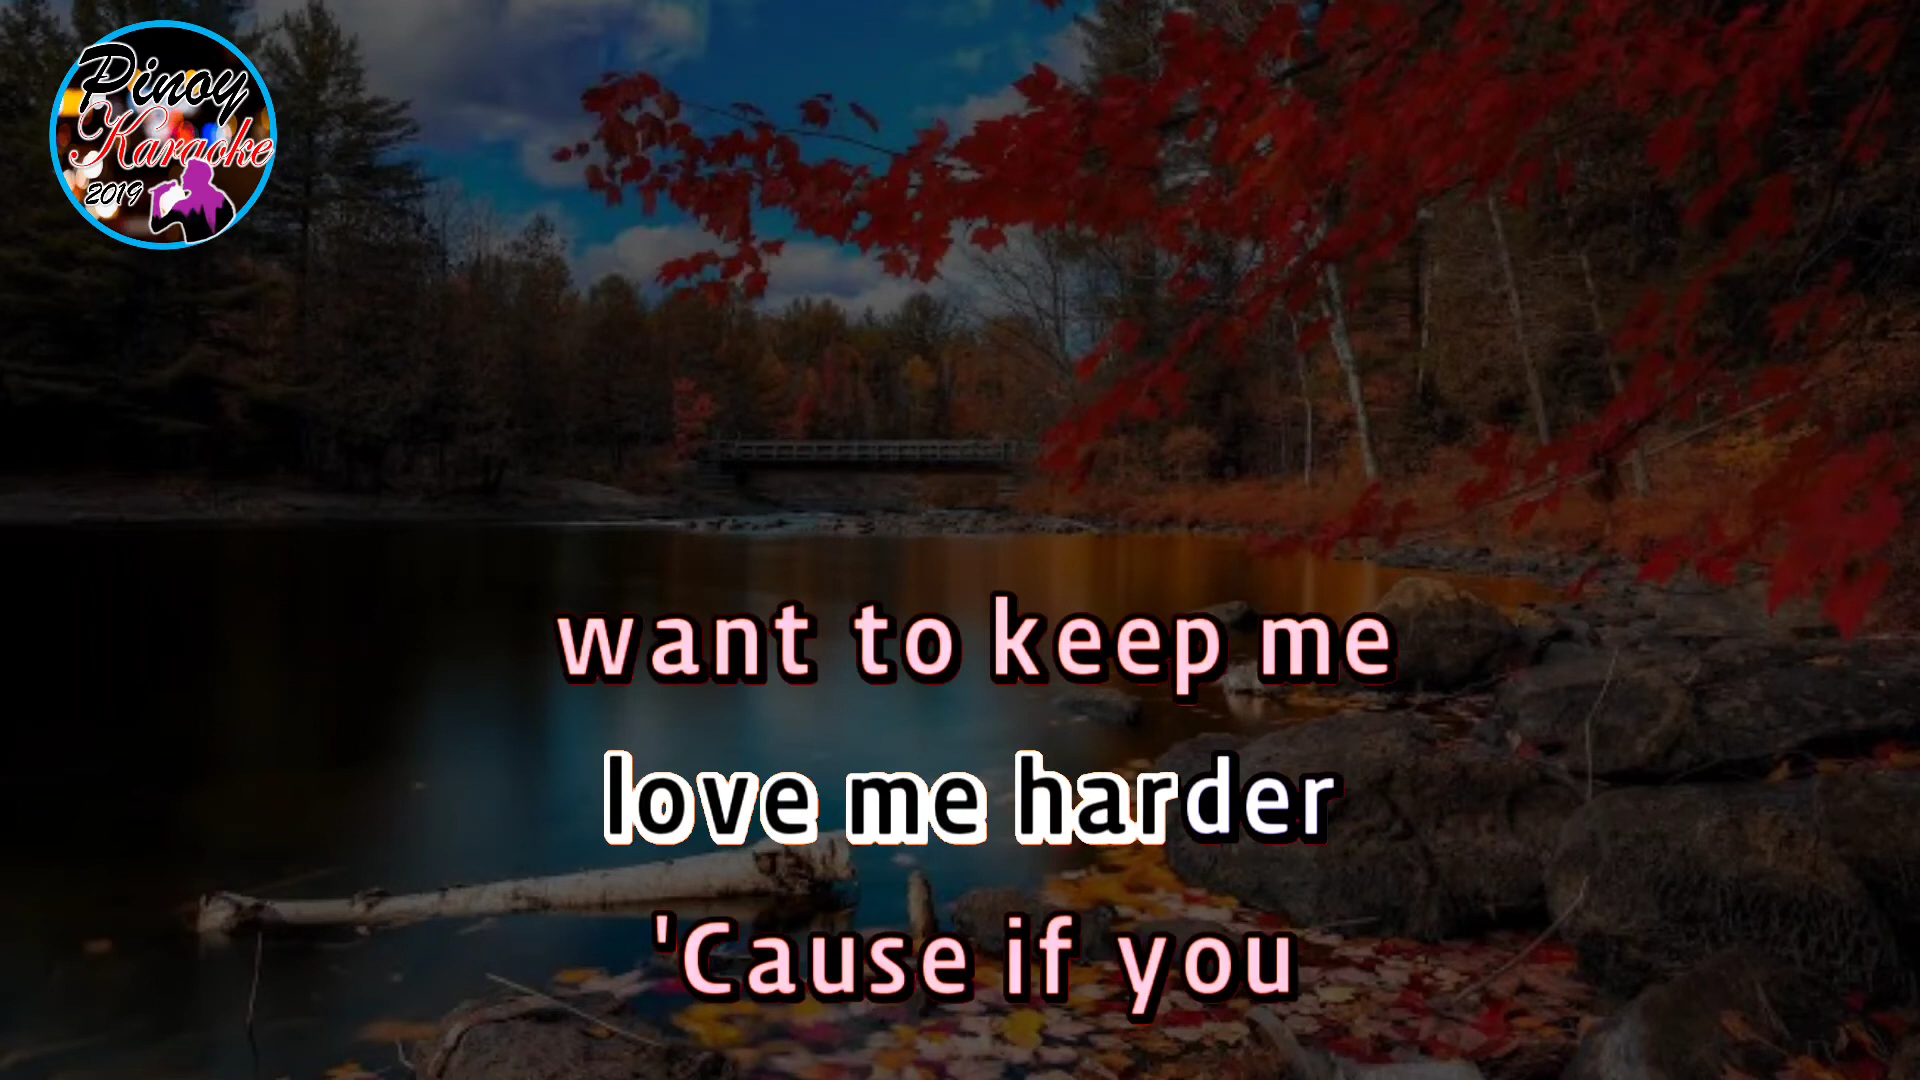 Pinoy
Karaoke
2019
want to keep me
love me harder
'Cause if you